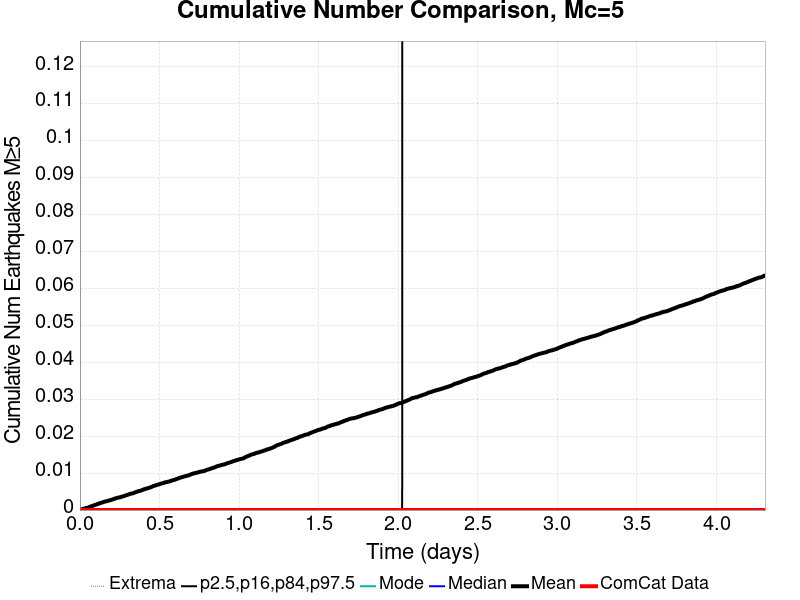 Cumulative Number Comparison, Mc=5
Cumulative Num Earthquakes M≥5
0.12
0.11
0.1
0.09
0.08
0.07
0.06
0.05
0.04
0.03
0.02
0.01
0
0.0 0.5 1.0 1.5 2.0 2.5 3.0 3.5 4.0
Time (days)
Extrema p2.5,p16,p84,p97.5 Mode Median Mean ComCat Data